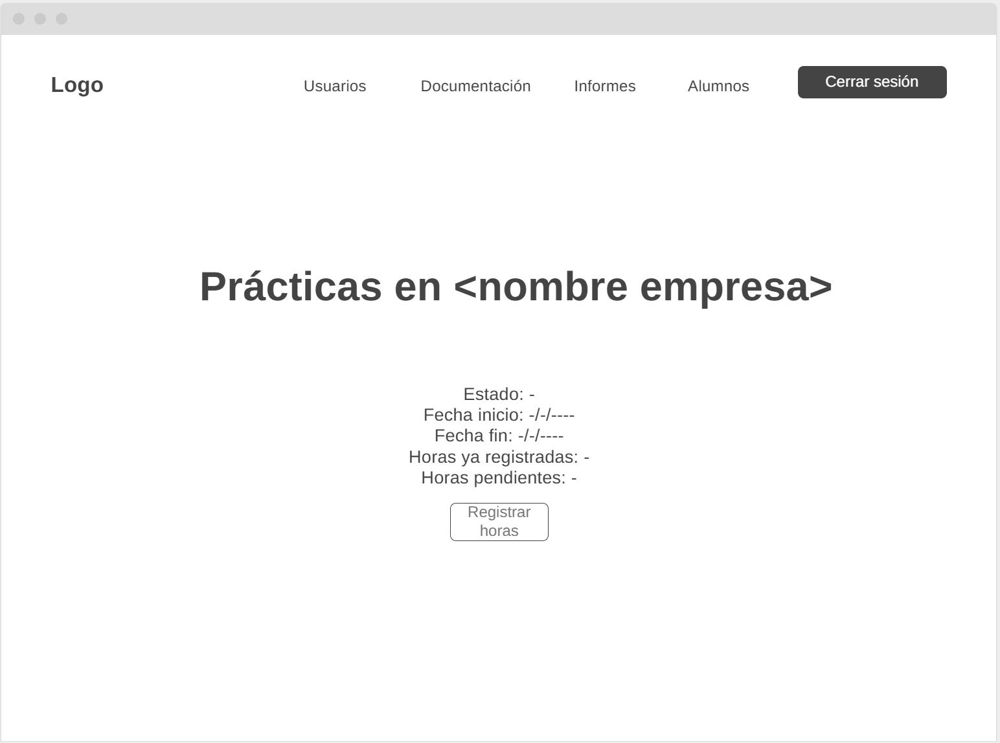 Logo
Usuarios
Documentación
Informes
Alumnos
Cerrar sesión
Prácticas en <nombre empresa>
Estado: -
Fecha inicio: -/-/----
Fecha fin: -/-/----
Horas ya registradas: -
Horas pendientes: -
Registrar
horas